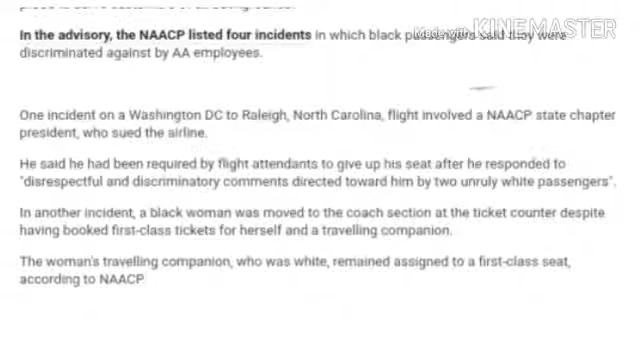 Made with KINEMASTER
In the advisory, the NAACP listed four incidents in which black passengers said they were
discriminated against by AA employees.
One incident on a Washington DC to Raleigh, North Carolina, flight involved a NAACP state chapter
president, who sued the airline.
He said he had been required by flight attendants to give up his seat after he responded to
"disrespectful and discriminatory comments directed toward him by two unruly white passengers".
In another incident, a black woman was moved to the coach section at the ticket counter despite
having booked first-class tickets for herself and a travelling companion.
The woman's travelling companion, who was white, remained assigned to a first-class seat,
according to NAACP